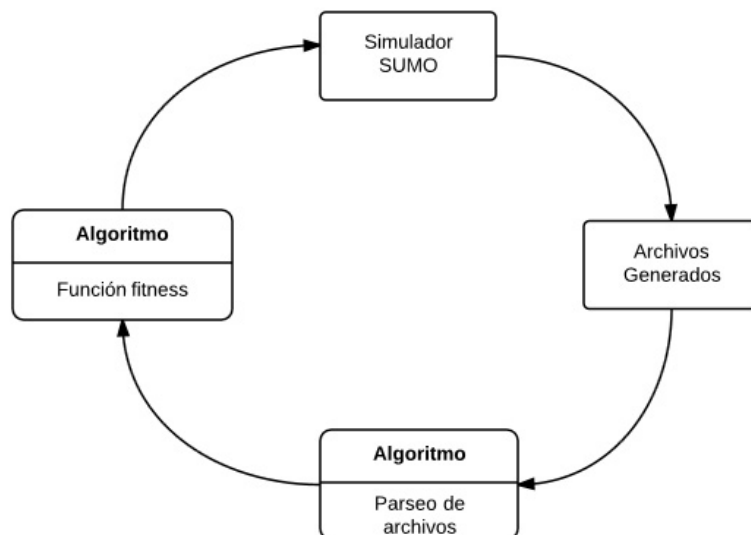 Simulador
SUMO
Algoritmo
Función fitness
Archivos
Generados
Algoritmo
Parseo de
archivos